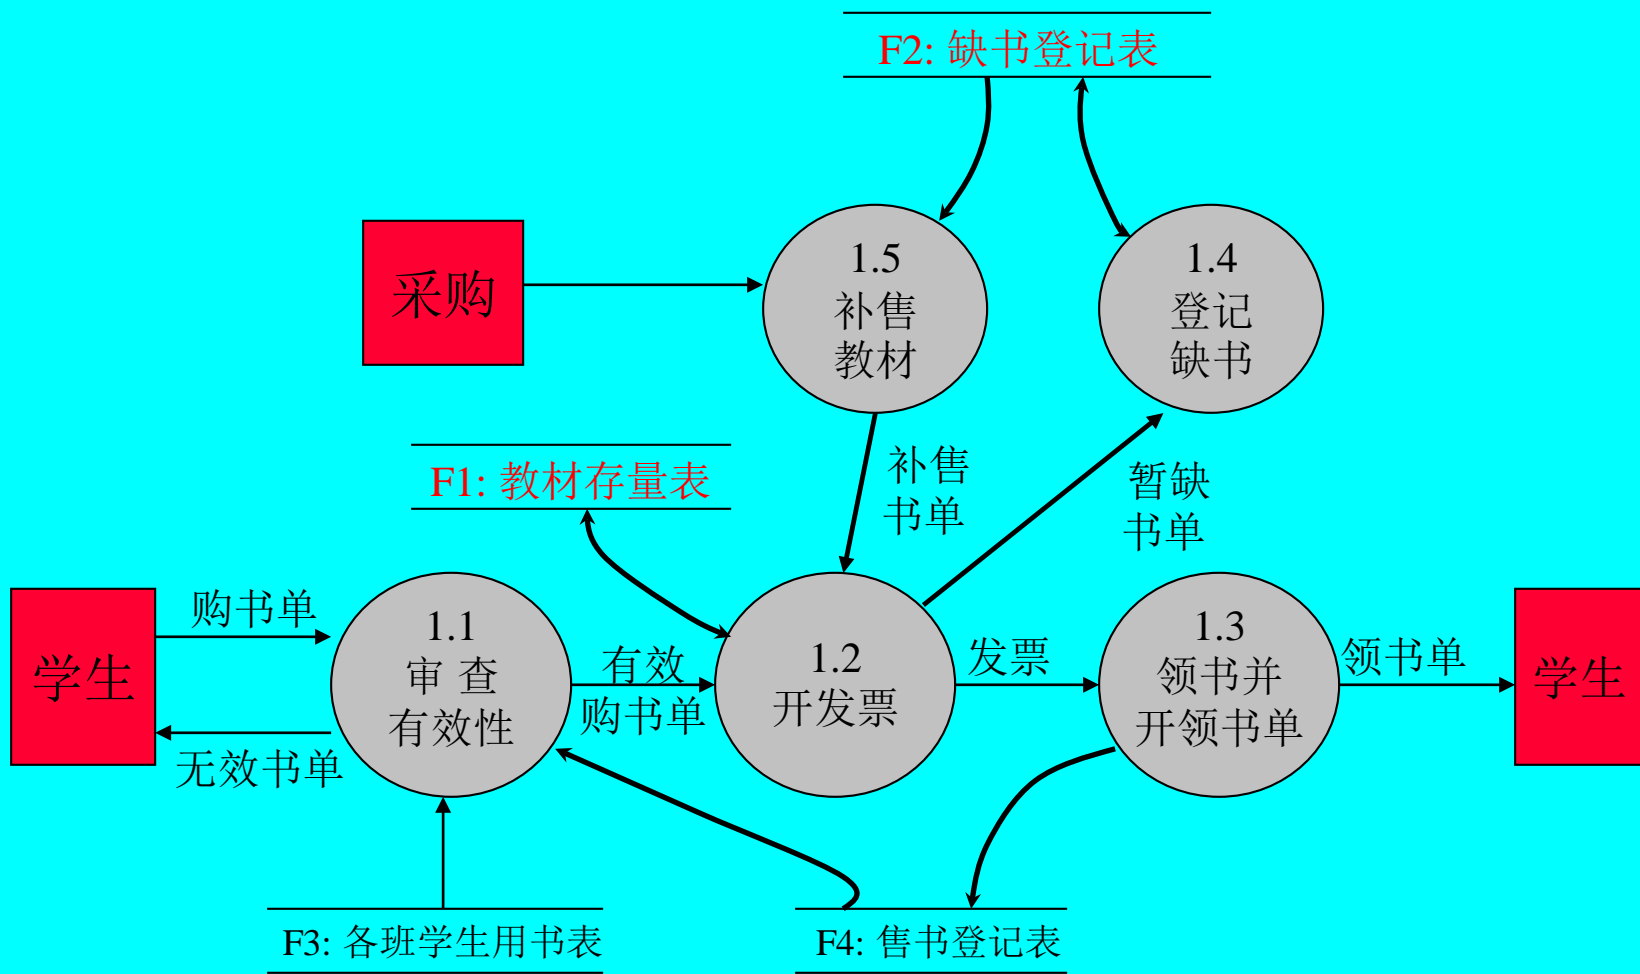 F2: 缺书登记表
采购
1.5
补售
教材
1.4
登记
缺书
F1: 教材存量表
补售
书单
暂缺
书单
学生
购书单
无效书单
1.1
审 查
有效性
有效
购书单
1.2
开发票
发票
1.3
领书并
开领书单
领书单
学生
F3: 各班学生用书表
F4: 售书登记表